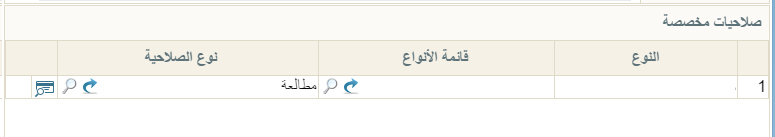 صلاحيات مخصصة
النوع قائمة الأنواع نوع الصلاحية
1 مطالعة